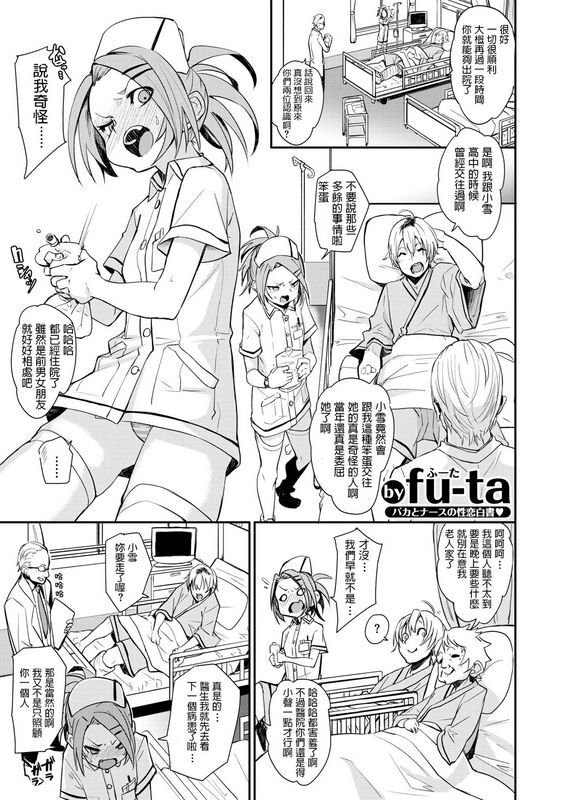 很好
一切很順利
大概再過一段時間
你就能夠出院了
話說回來
真沒想到原來
你們兩位認識啊？
是啊 我跟小雪
高中的時候
曾經交往過啊
不要說那些
多餘的事情啦
笨蛋
說我奇怪……
哈哈哈
都已經住院了
雖然是前男女朋友
就好好相處吧
小雪竟然會
跟我這種笨蛋交往
她的真是奇怪的人啊
當年還真是委屈
她了啊
by fu-ta
ふーた
バカとナースの性恋白書♥
呵呵呵…
我這個人聽不太到
要是晚上要些什麼
就別在意我
老人家了
？
才沒…
我們早就不是…
哈哈哈都害羞了啊
不過醫院你們還是得
小聲一點才行啊
小雪
妳要走了喔？
哈
哈
哈
真是的
醫生我就先去看
下一個病患了啦…
那是當然的啊
我又不是只照顧
你一個人
ガラ
ガラ